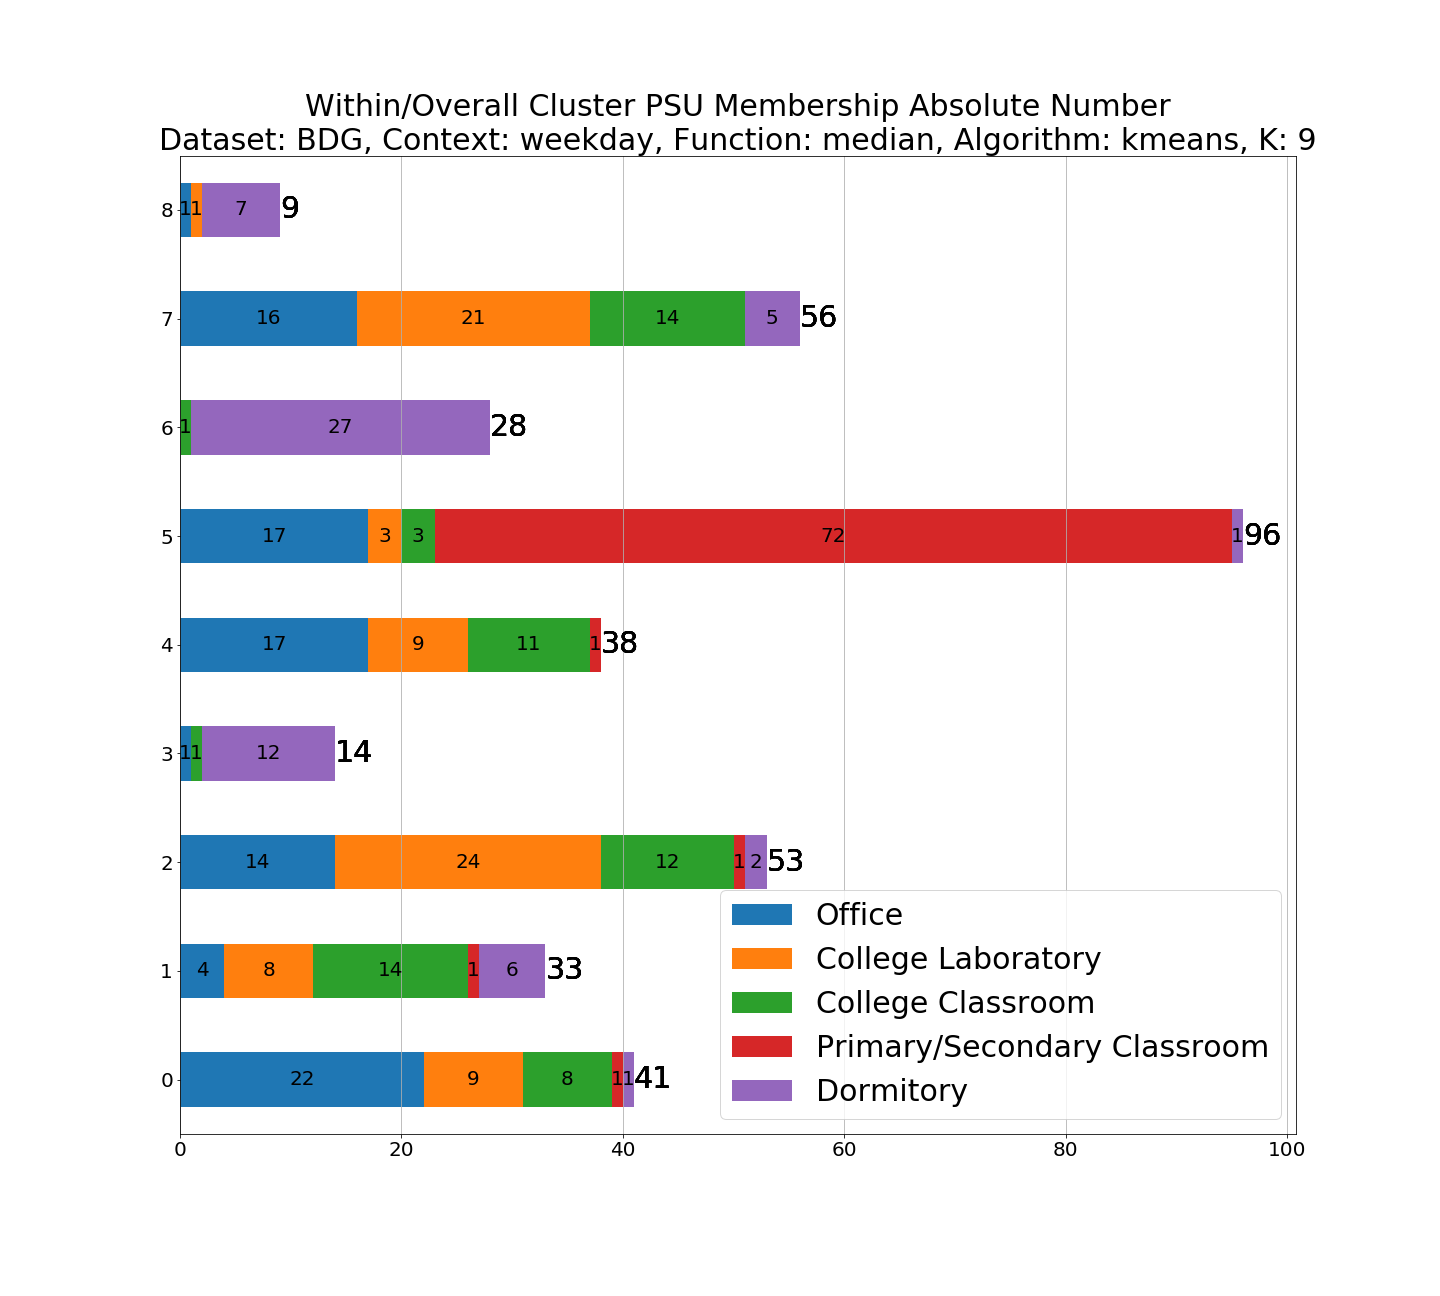 Within/Overall Cluster PSU Membership Absolute Number
Dataset: BDG, Context: weekday, Function: median, Algorithm: kmeans, K: 9
8 1 1 7 9
7 16 21 14 5 56
6 1 27 28
5 17 3 3 72 1 96
4 17 9 11 1 38
3 1 1 12 14
2 14 24 12 1 2 53
1 4 8 14 1 6 33
0 22 9 8 1 1 41
Office
College Laboratory
College Classroom
Primary/Secondary Classroom
Dormitory
0 20 40 60 80 100